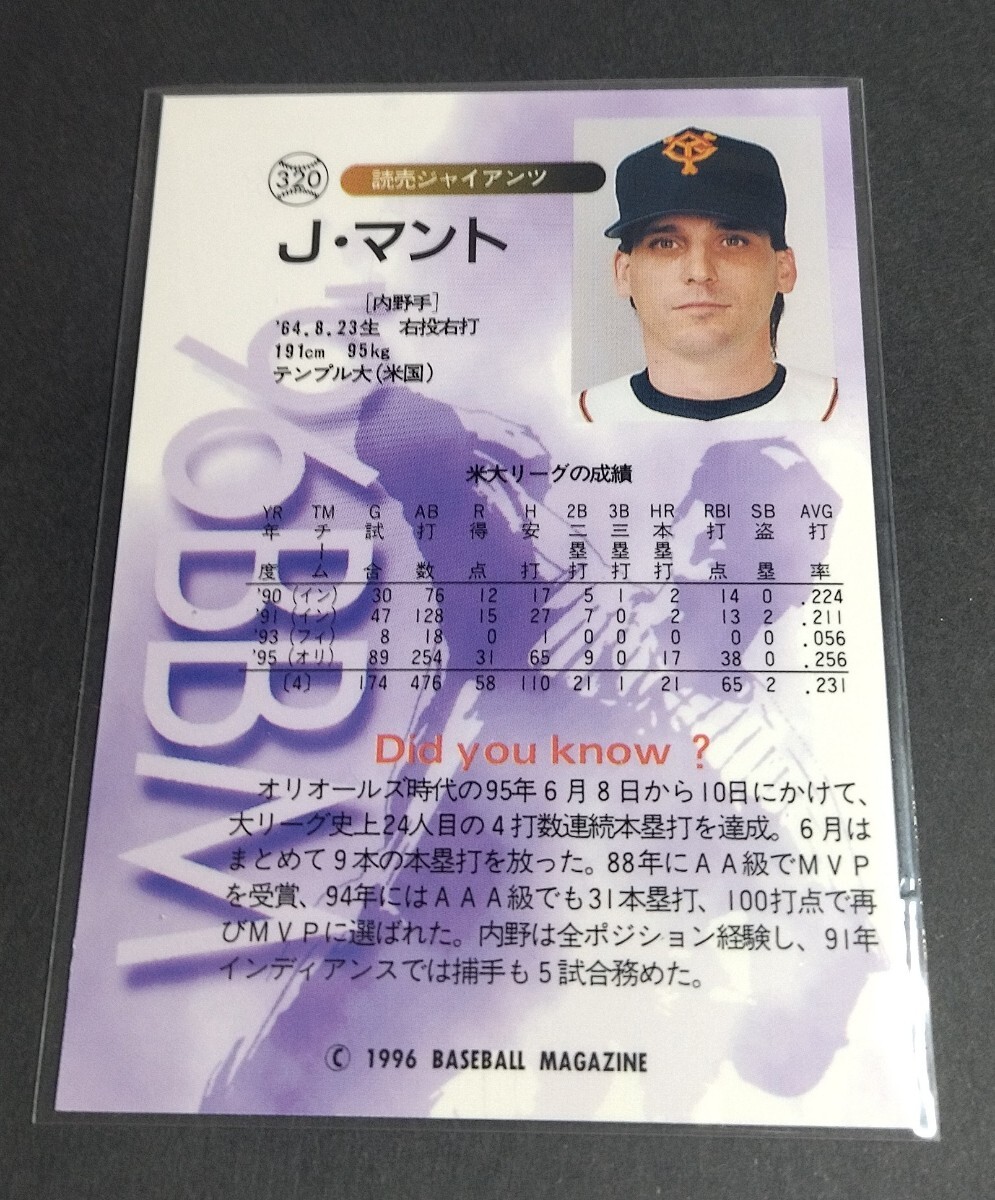 320 読売ジャイアンツ
J・マント
[内野手]
'64.8.23生 右投右打
191cm 95kg
テンプル大(米国)
'96BBM
米大リーグの成績
YR TM G AB R H 2B 3B HR RBI SB AVG
年度 チーム 試合 打数 得点 安打 二塁打 三塁打 本塁打 打点 盗塁 打率
'90 (イン) 30 76 12 17 5 1 2 14 0 .224
'91 (イン) 47 128 15 27 7 0 2 13 2 .211
'93 (フィ) 8 18 0 1 0 0 0 0 0 .056
'95 (オリ) 89 254 31 65 9 0 17 38 0 .256
〔4〕 174 476 58 110 21 1 21 65 2 .231
Did you know ?
オリオールズ時代の95年6月8日から10日にかけて、
大リーグ史上24人目の4打数連続本塁打を達成。6月は
まとめて9本の本塁打を放った。88年にAA級でMVP
を受賞、94年にはAAA級でも31本塁打、100打点で再
びMVPに選ばれた。内野は全ポジション経験し、91年
インディアンスでは捕手も5試合務めた。
© 1996 BASEBALL MAGAZINE